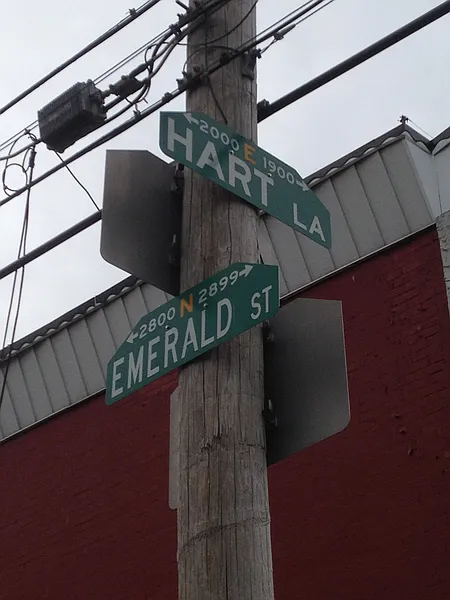 ←2000 E 1900→
HART LA
←2800 N 2899→
EMERALD ST